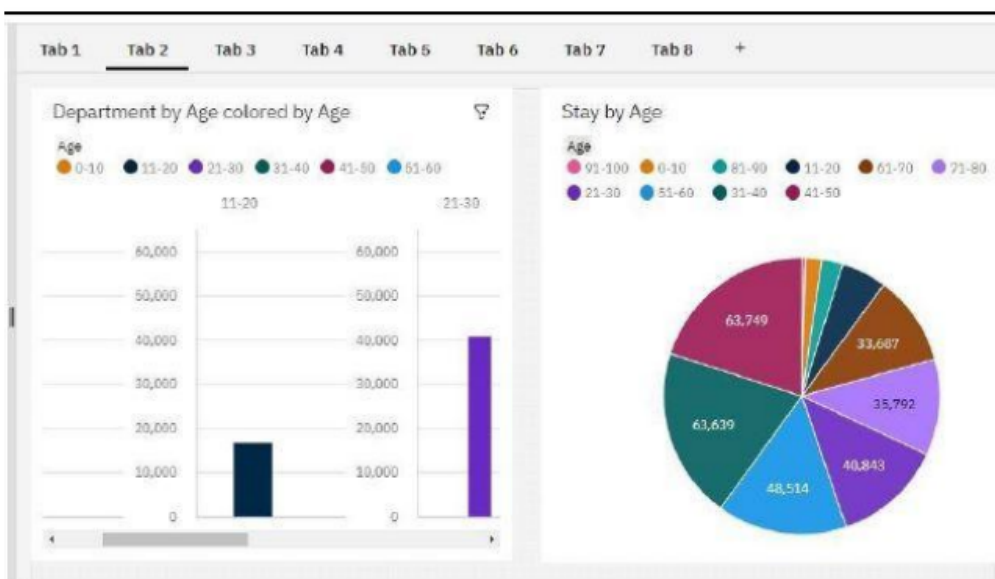 Tab 1 Tab 2 Tab 3 Tab 4 Tab 5 Tab 6 Tab 7 Tab 8 +
Department by Age colored by Age
Age
0-10 11-20 21-30 31-40 41-50 51-60
11-20 21-30
60,000 60,000
50,000 50,000
40,000 40,000
30,000 30,000
20,000 20,000
10,000 10,000
0 0
Stay by Age
Age
91-100 0-10 81-90 11-20 61-70 71-80
21-30 51-60 31-40 41-50
63,749
33,687
35,792
63,639
40,843
48,514